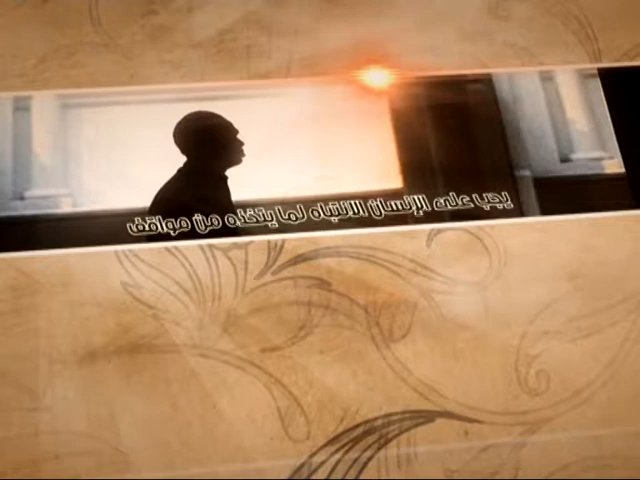 يجب على الإنسان الانتباه لما يتخذه من مواقف